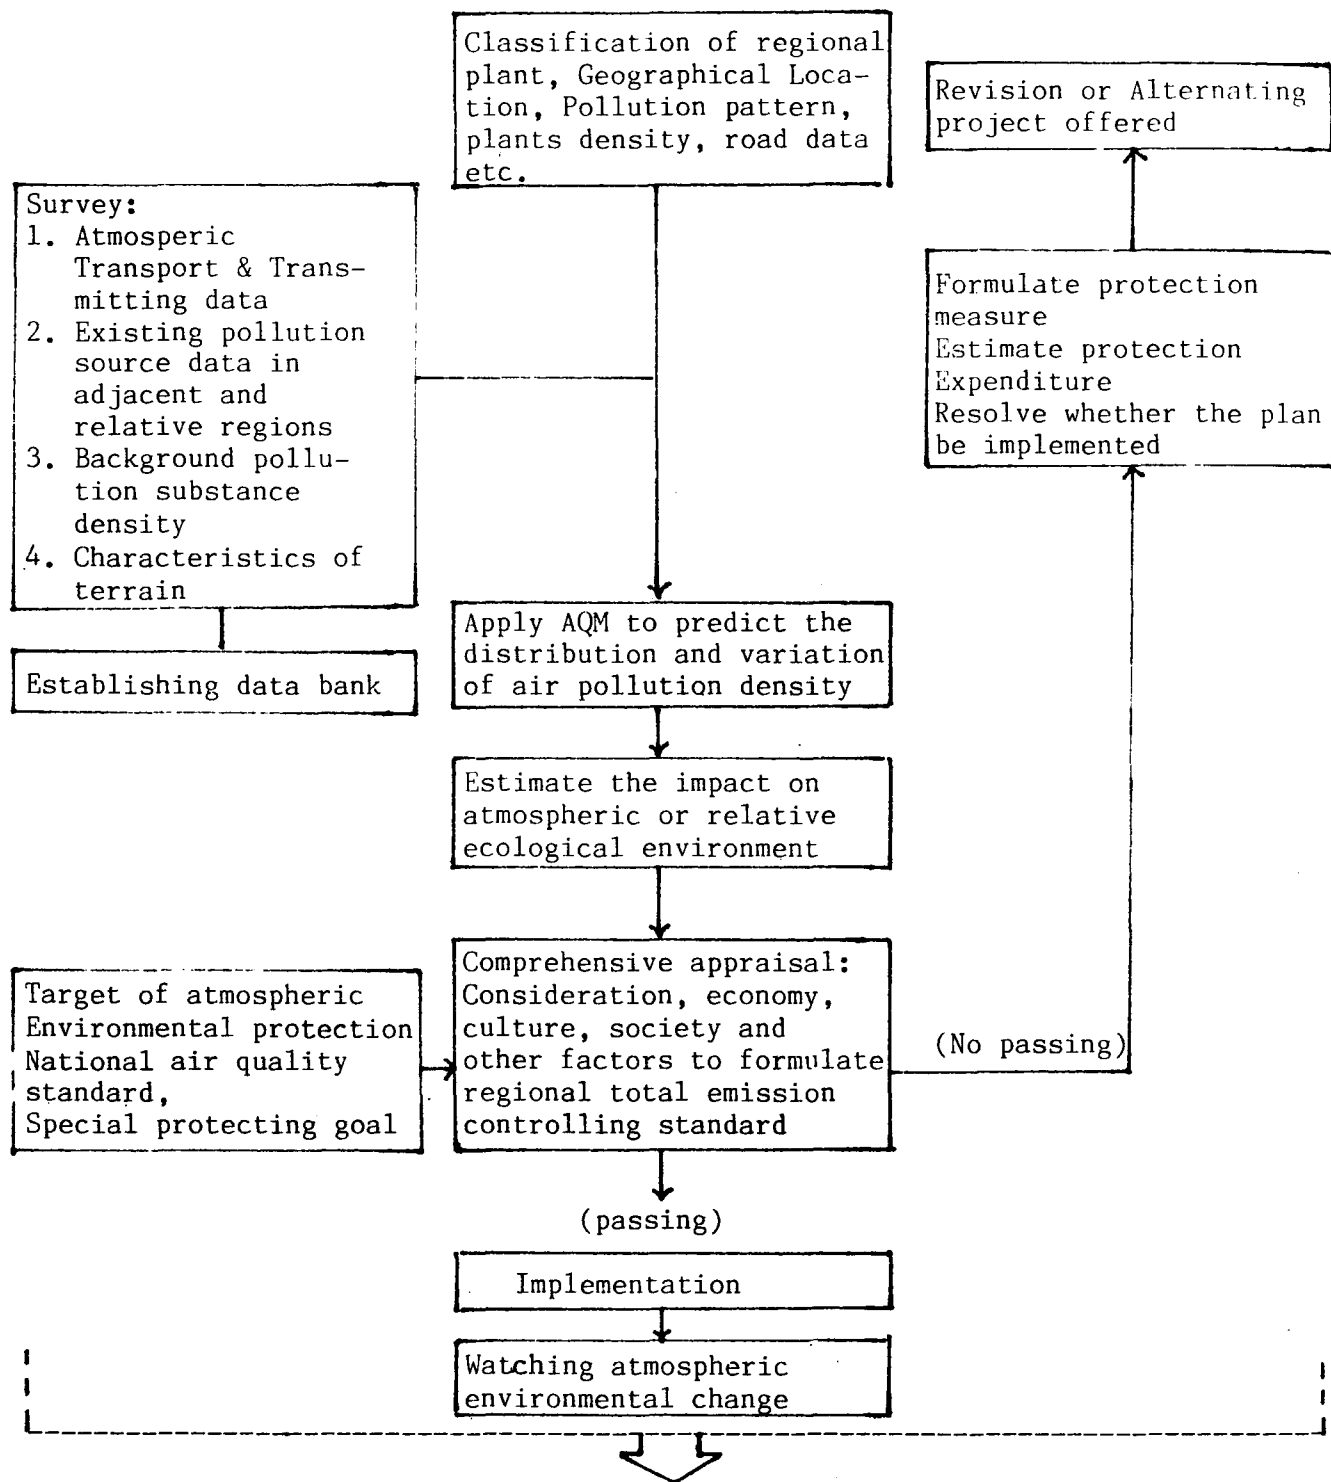 Classification of regional
plant, Geographical Loca-
tion, Pollution pattern,
plants density, road data
etc.
Revision or Alternating
project offered
Survey:
1. Atmosperic
Transport & Trans-
mitting data
2. Existing pollution
source data in
adjacent and
relative regions
3. Background pollu-
tion substance
density
4. Characteristics of
terrain
Formulate protection
measure
Estimate protection
Expenditure
Resolve whether the plan
be implemented
Establishing data bank
Apply AQM to predict the
distribution and variation
of air pollution density
Estimate the impact on
atmospheric or relative
ecological environment
Target of atmospheric
Environmental protection
National air quality
standard,
Special protecting goal
Comprehensive appraisal:
Consideration, economy,
culture, society and
other factors to formulate
regional total emission
controlling standard
(No passing)
(passing)
Implementation
Watching atmospheric
environmental change